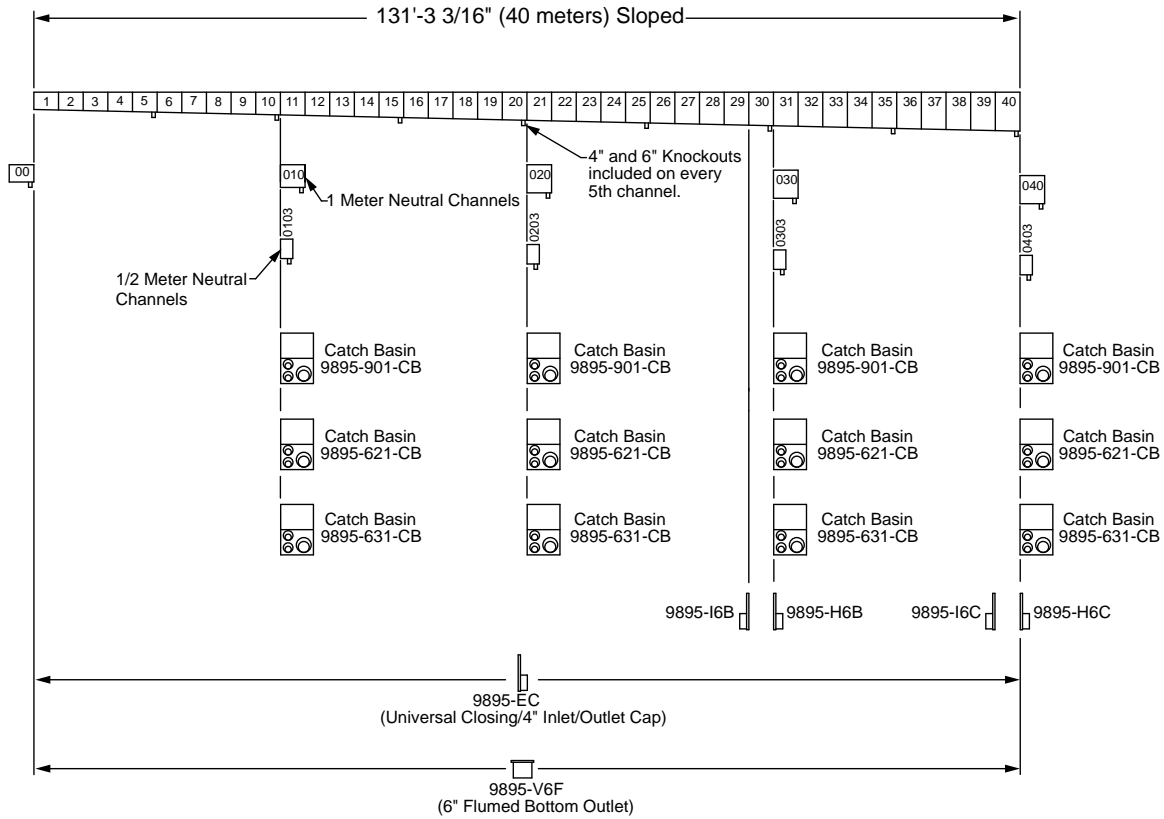 131'-3 3/16" (40 meters) Sloped
1 2 3 4 5 6 7 8 9 10 11 12 13 14 15 16 17 18 19 20 21 22 23 24 25 26 27 28 29 30 31 32 33 34 35 36 37 38 39 40
4" and 6" Knockouts
included on every
5th channel.
00
010
1 Meter Neutral Channels
020
030
040
0103
0203
0303
0403
1/2 Meter Neutral
Channels
Catch Basin
9895-901-CB
Catch Basin
9895-901-CB
Catch Basin
9895-901-CB
Catch Basin
9895-901-CB
Catch Basin
9895-621-CB
Catch Basin
9895-621-CB
Catch Basin
9895-621-CB
Catch Basin
9895-621-CB
Catch Basin
9895-631-CB
Catch Basin
9895-631-CB
Catch Basin
9895-631-CB
Catch Basin
9895-631-CB
9895-I6B
9895-H6B
9895-I6C
9895-H6C
9895-EC
(Universal Closing/4" Inlet/Outlet Cap)
9895-V6F
(6" Flumed Bottom Outlet)